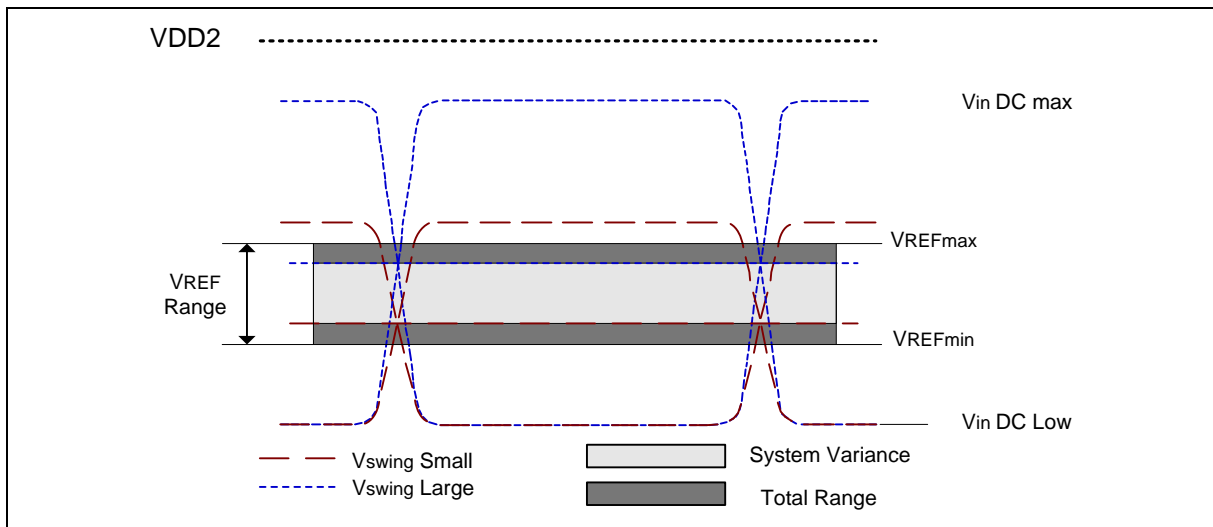 VDD2
Vin DC max
VREFmax
VREF
Range
VREFmin
Vin DC Low
Vswing Small
Vswing Large
System Variance
Total Range